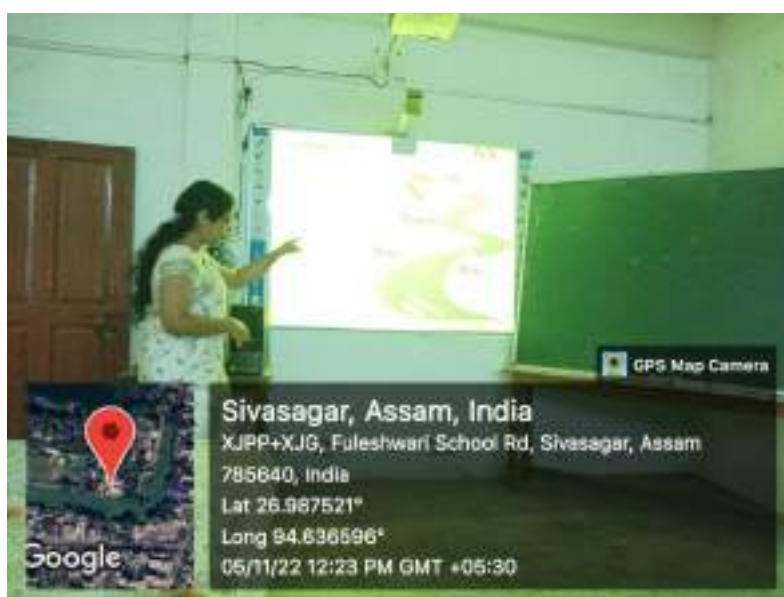 GPS Map Camera
Sivasagar, Assam, India
XJPP+XJG, Fuleshwari School Rd, Sivasagar, Assam
785640, India
Lat 26.987521°
Long 94.636596°
05/11/22 12:23 PM GMT +05:30
Google